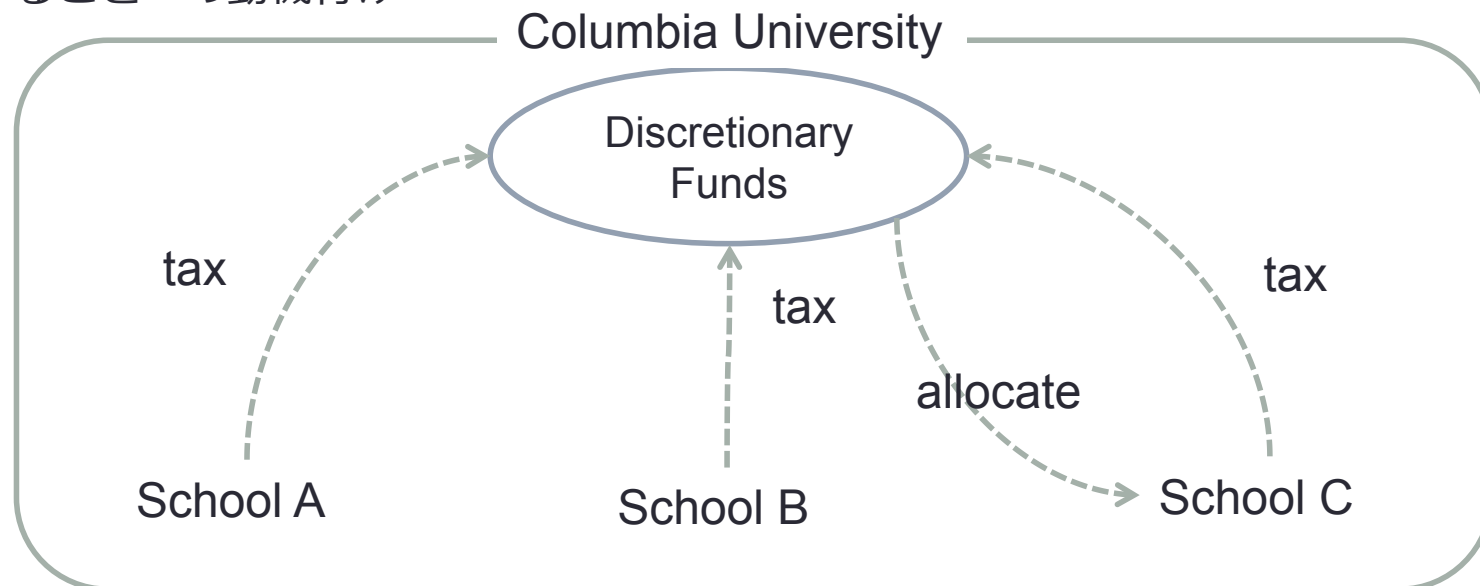 Columbia University
Discretionary
Funds
tax
tax
tax
allocate
School A
School B
School C